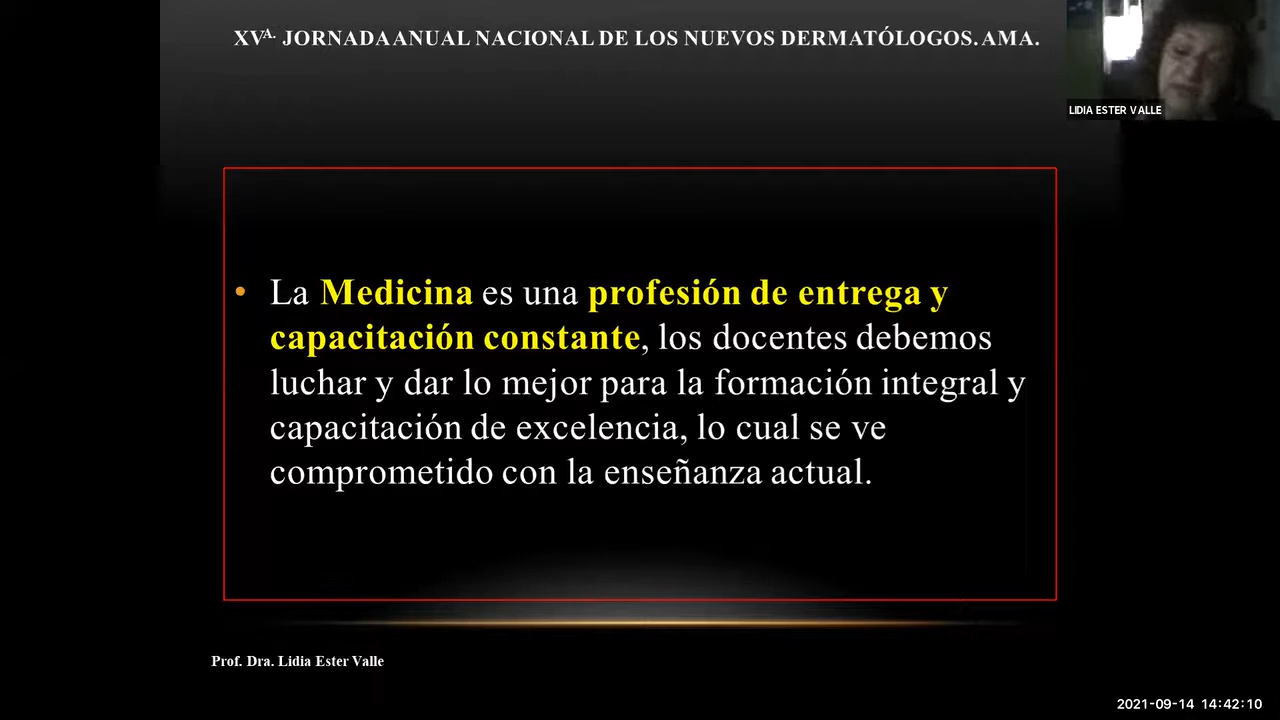 XVA. JORNADA ANUAL NACIONAL DE LOS NUEVOS DERMATÓLOGOS. AMA.
LIDIA ESTER VALLE
• La Medicina es una profesión de entrega y
capacitación constante, los docentes debemos
luchar y dar lo mejor para la formación integral y
capacitación de excelencia, lo cual se ve
comprometido con la enseñanza actual.
Prof. Dra. Lidia Ester Valle
2021-09-14 14:42:10